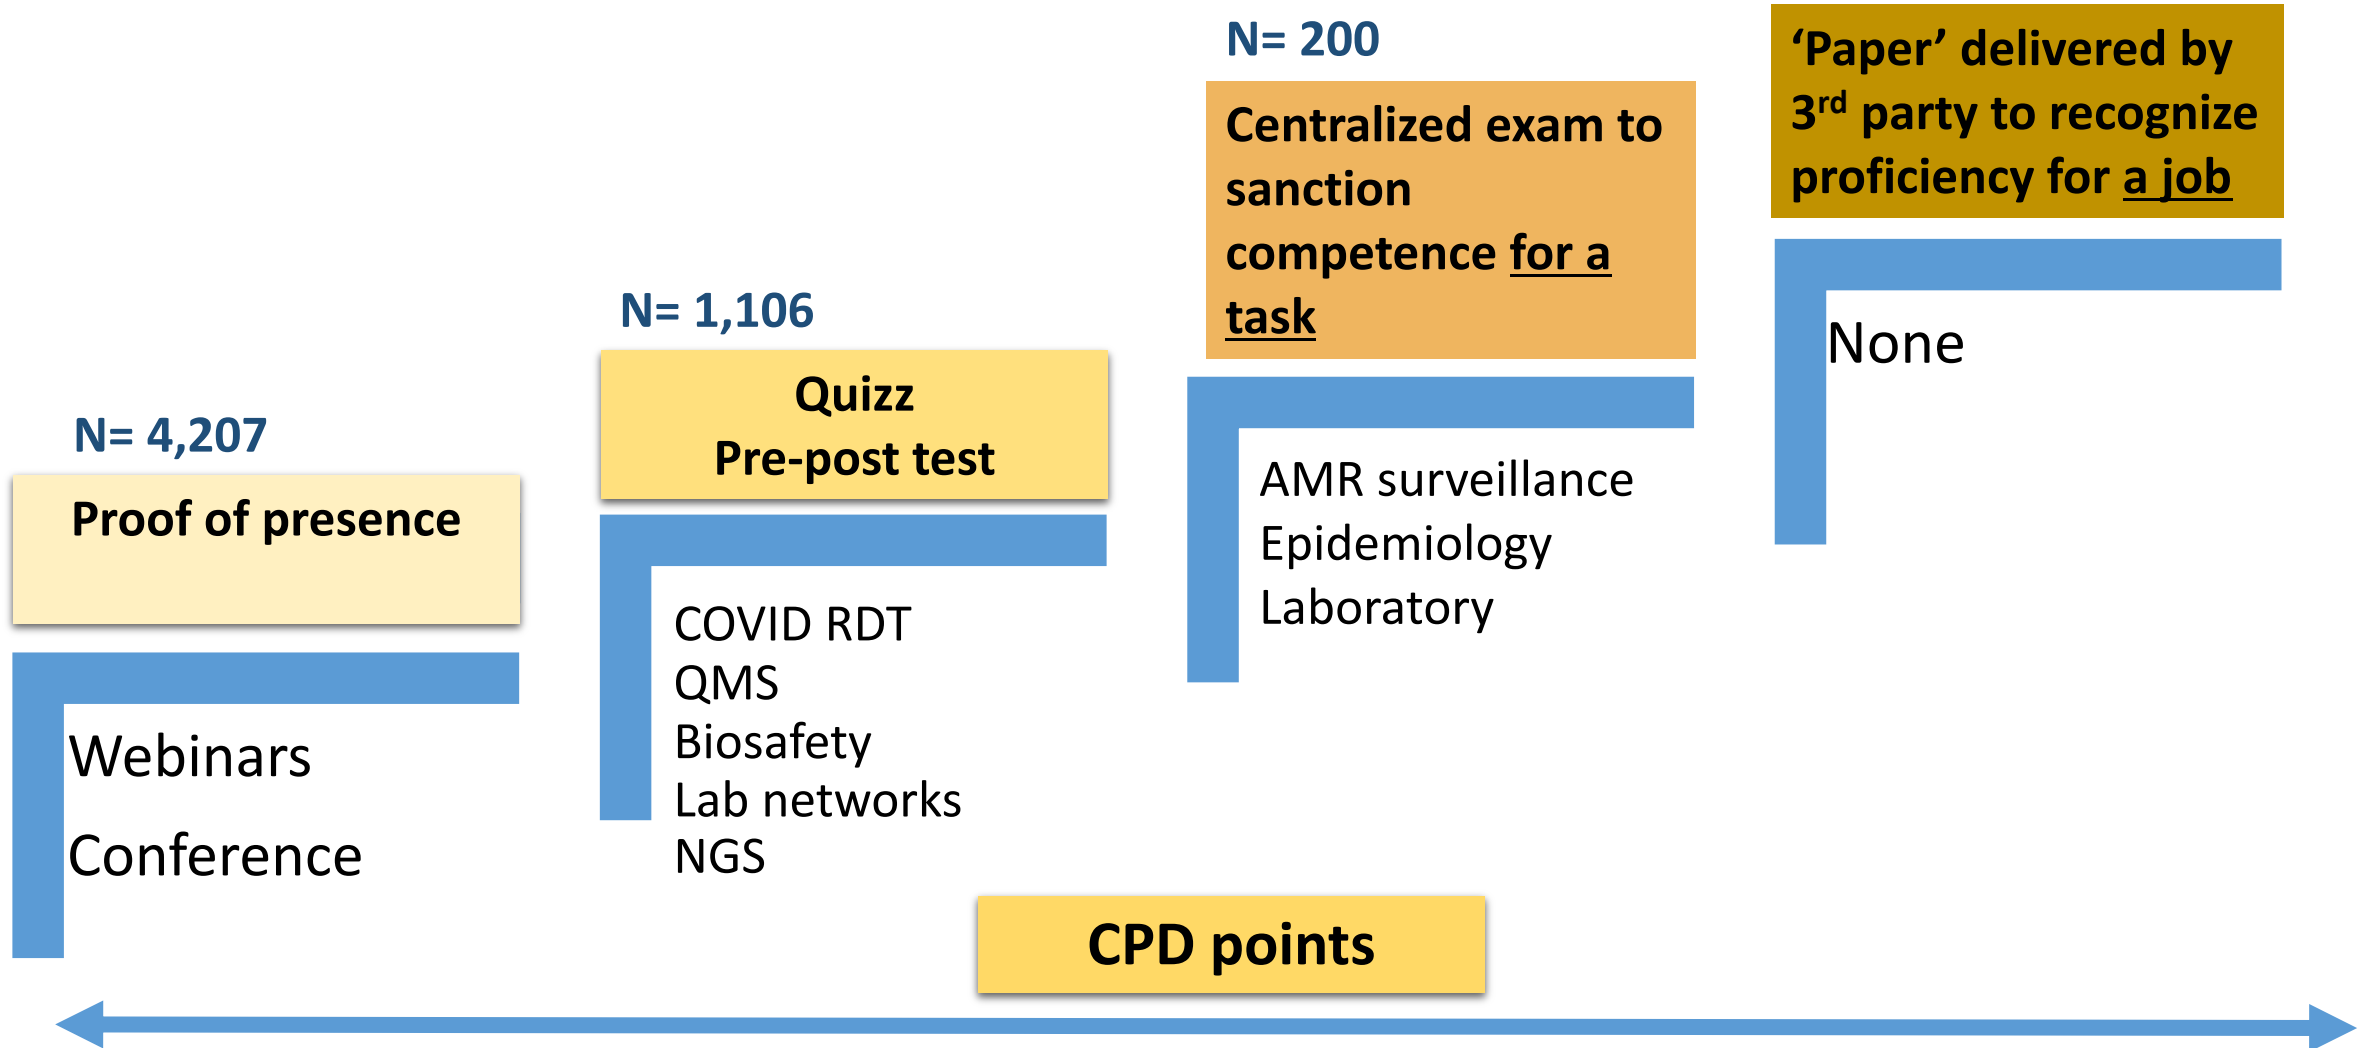 N= 4,207
Proof of presence
Webinars
Conference
N= 1,106
Quizz
Pre-post test
COVID RDT
QMS
Biosafety
Lab networks
NGS
N= 200
Centralized exam to
sanction
competence for a
task
AMR surveillance
Epidemiology
Laboratory
‘Paper’ delivered by
3rd party to recognize
proficiency for a job
None
CPD points